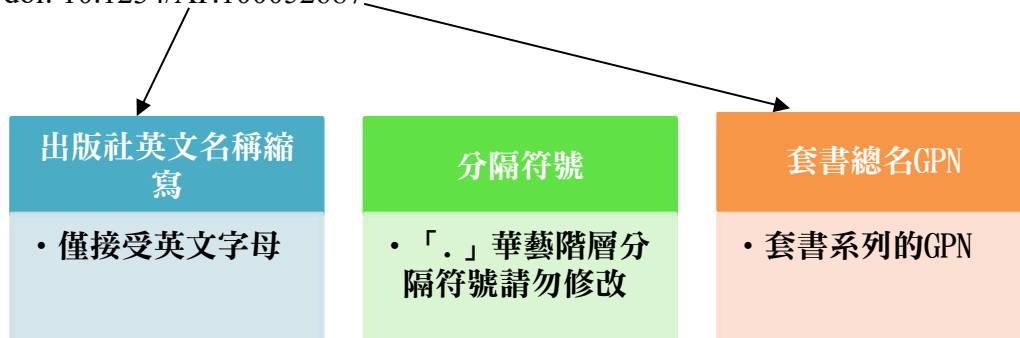 doi:
出版社英文名稱縮
寫
・僅接受英文字母
分隔符號
・「.」華藝階層分
隔符號請勿修改
套書總名GPN
・套書系列的GPN